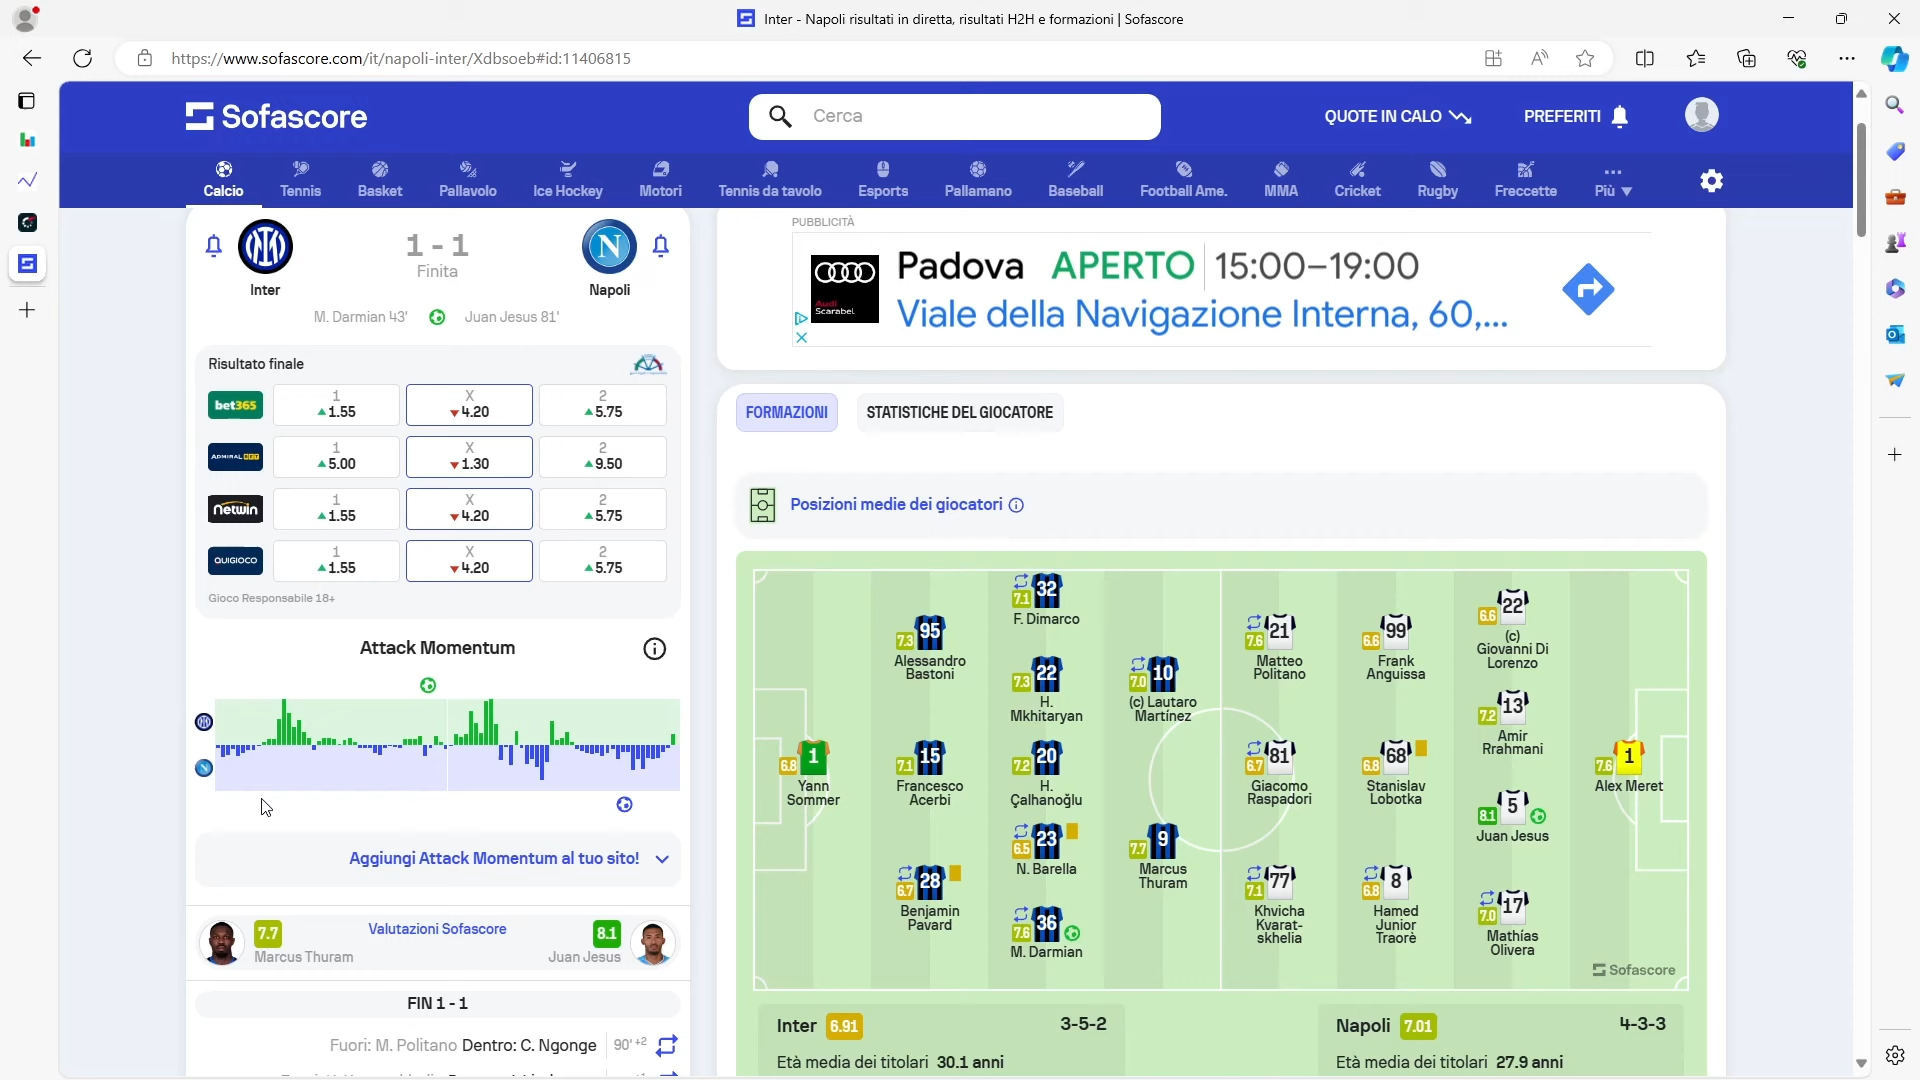 Inter - Napoli risultati in diretta, risultati H2H e formazioni | Sofascore
https://www.sofascore.com/it/napoli-inter/Xdbsoeb#id:11406815
Sofascore
Cerca
QUOTE IN CALO
PREFERITI
Calcio
Tennis
Basket
Pallavolo
Ice Hockey
Motori
Tennis da tavolo
Esports
Pallamano
Baseball
Football Ame.
MMA
Cricket
Rugby
Freccette
Più
1 - 1
Finita
Inter
N
Napoli
M. Darmian 43'
Juan Jesus 81'
Risultato finale
bet365
1
1.55
X
4.20
2
5.75
ADMIRALBET
1
5.00
X
1.30
2
9.50
netwin
1
1.55
X
4.20
2
5.75
QUIGIOCO
1
1.55
X
4.20
2
5.75
Gioco Responsabile 18+
Attack Momentum
Aggiungi Attack Momentum al tuo sito!
7.7
Marcus Thuram
Valutazioni Sofascore
8.1
Juan Jesus
FIN 1 - 1
Fuori: M. Politano Dentro: C. Ngonge
90' +2
PUBBLICITÀ
Audi
Scarabel
Padova APERTO 15:00–19:00
Viale della Navigazione Interna, 60,...
FORMAZIONI
STATISTICHE DEL GIOCATORE
Posizioni medie dei giocatori
6.8
1
Yann
Sommer
7.3
95
Alessandro
Bastoni
7.1
15
Francesco
Acerbi
6.7
28
Benjamin
Pavard
7.1
32
F. Dimarco
7.3
22
H.
Mkhitaryan
7.2
20
H.
Çalhanoğlu
6.5
23
N. Barella
7.6
36
M. Darmian
7.0
10
(c) Lautaro
Martínez
7.7
9
Marcus
Thuram
7.6
21
Matteo
Politano
6.7
81
Giacomo
Raspadori
7.1
77
Khvicha
Kvarat-
skhelia
6.6
99
Frank
Anguissa
6.8
68
Stanislav
Lobotka
6.8
8
Hamed
Junior
Traorè
6.6
22
(c)
Giovanni Di
Lorenzo
7.2
13
Amir
Rrahmani
8.1
5
Juan Jesus
7.0
17
Mathías
Olivera
7.6
1
Alex Meret
Sofascore
Inter 6.91
3-5-2
Età media dei titolari 30.1 anni
Napoli 7.01
4-3-3
Età media dei titolari 27.9 anni